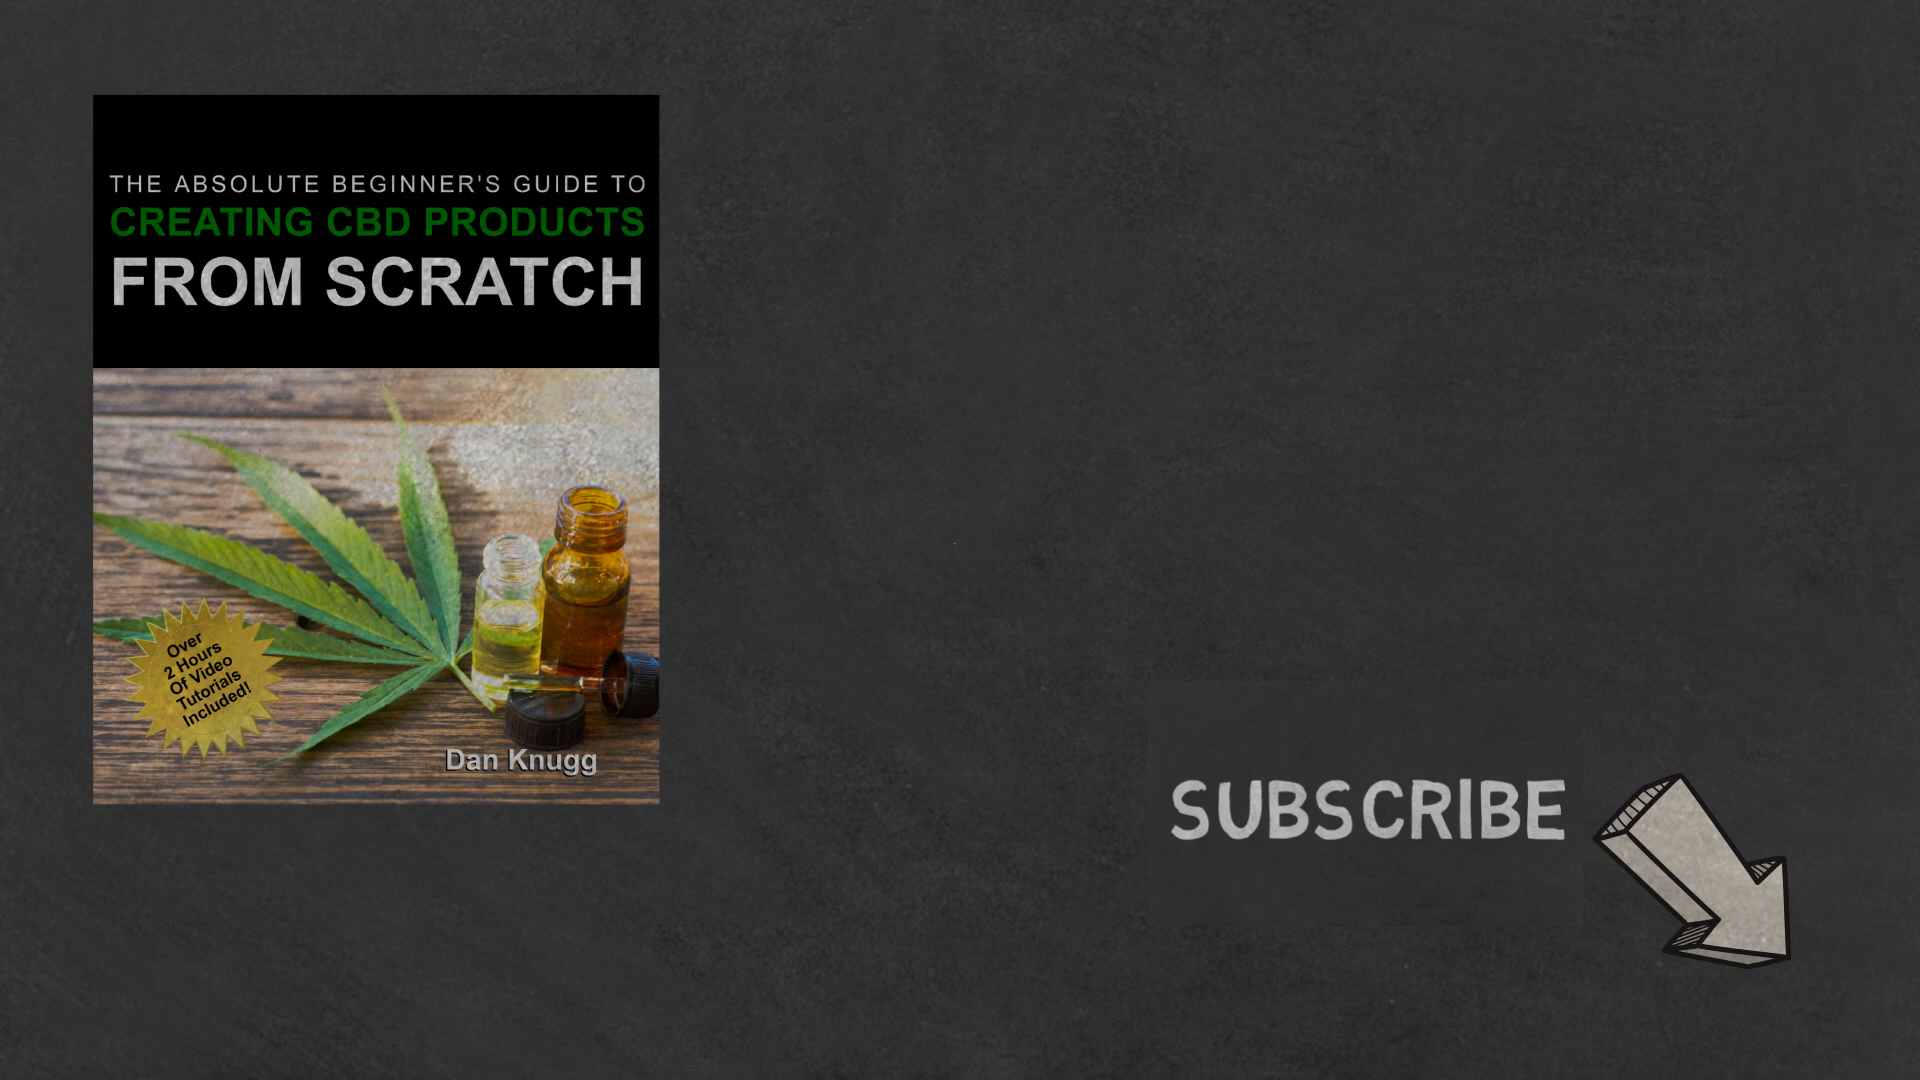 THE ABSOLUTE BEGINNER'S GUIDE TO
CREATING CBD PRODUCTS
FROM SCRATCH
Over
2 Hours
Of Video
Tutorials
Included!
Dan Knugg
SUBSCRIBE